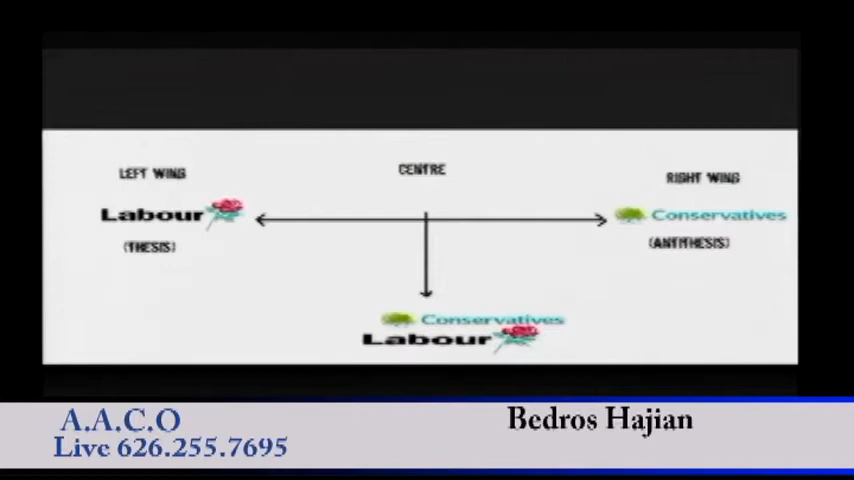 LEFT WING
CENTRE
RIGHT WING
Labour
Conservatives
(THESIS)
(ANTITHESIS)
Conservatives
Labour
A.A.C.O
Bedros Hajian
Live 626.255.7695